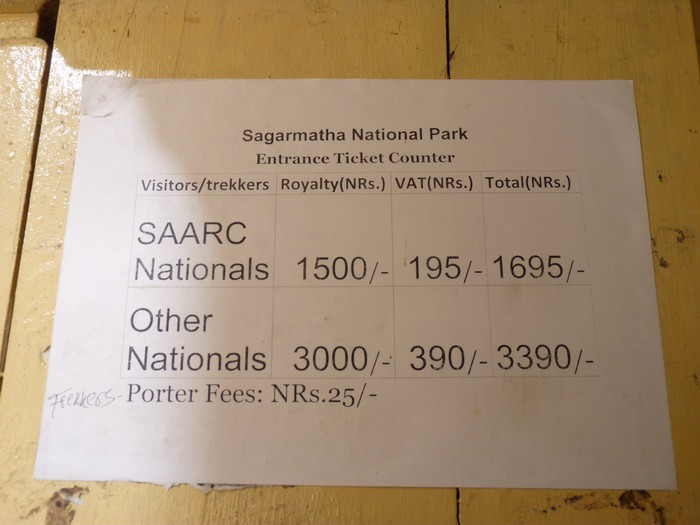 Sagarmatha National Park
Entrance Ticket Counter
Visitors/trekkers Royalty(NRs.) VAT(NRs.) Total(NRs.)
SAARC
Nationals 1500/- 195/- 1695/-
Other
Nationals 3000/- 390/- 3390/-
Trekkers- Porter Fees: NRs.25/-